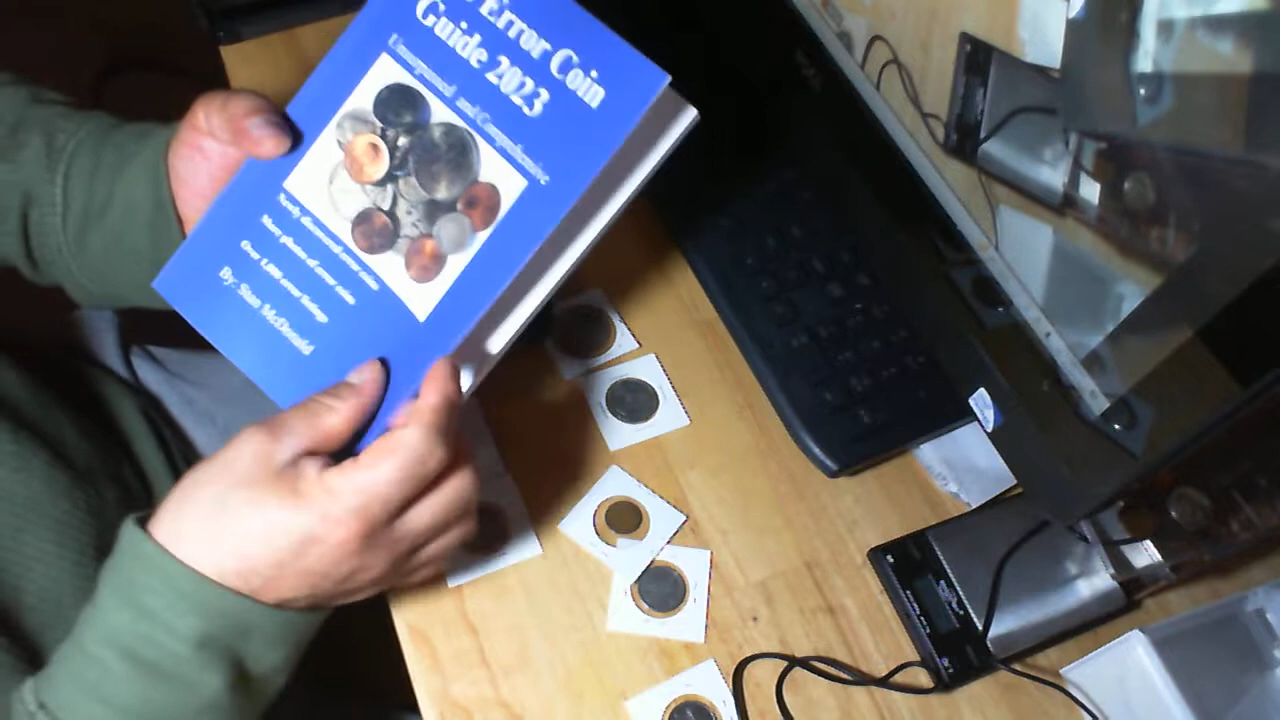 Error Coin
Guide 2023
Unsurpassed and Comprehensive
Newly discovered error coins
More photos of error coins
Over 1,000 error listings
By: Stan McDonald